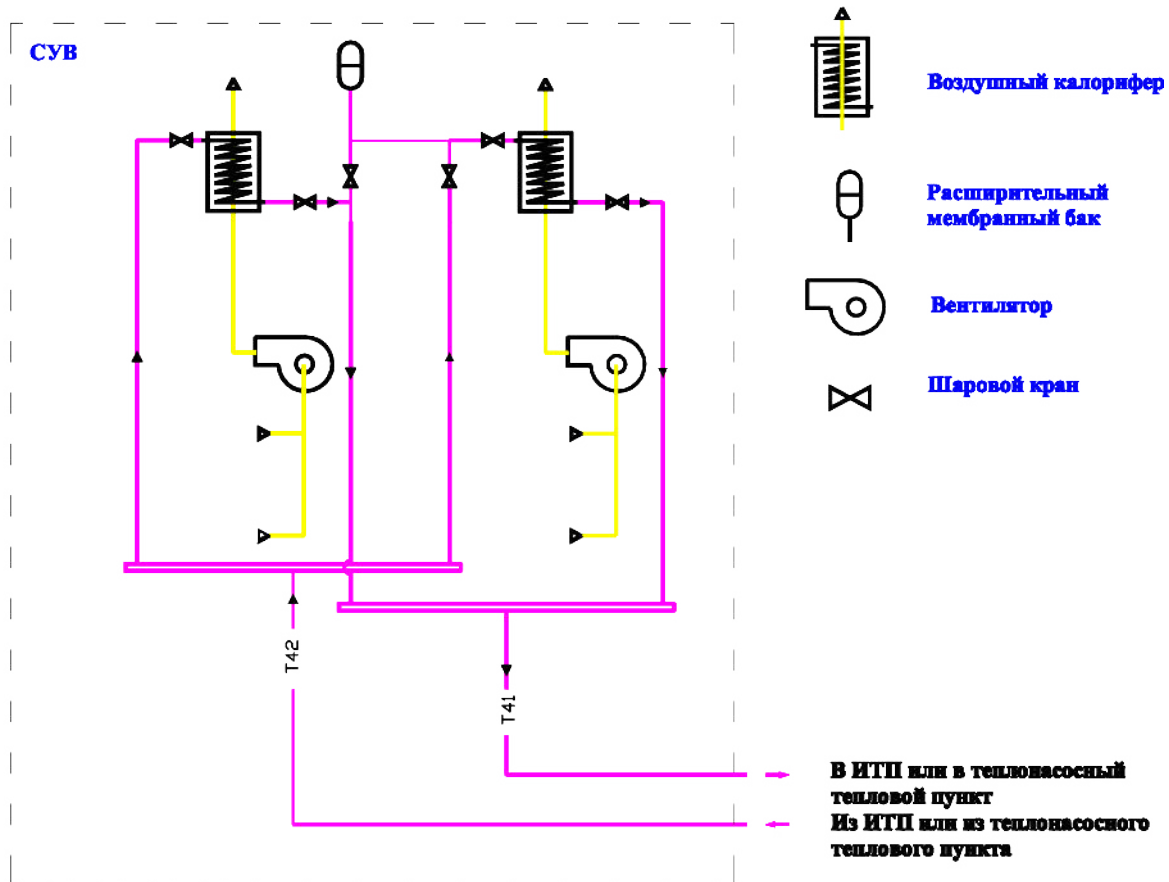 СУВ
Воздушный калорифер
Расширительный
мембранный бак
Вентилятор
Шаровой кран
Т42
Т41
В ИТП или в теплонасосный
тепловой пункт
Из ИТП или из теплонасосного
теплового пункта